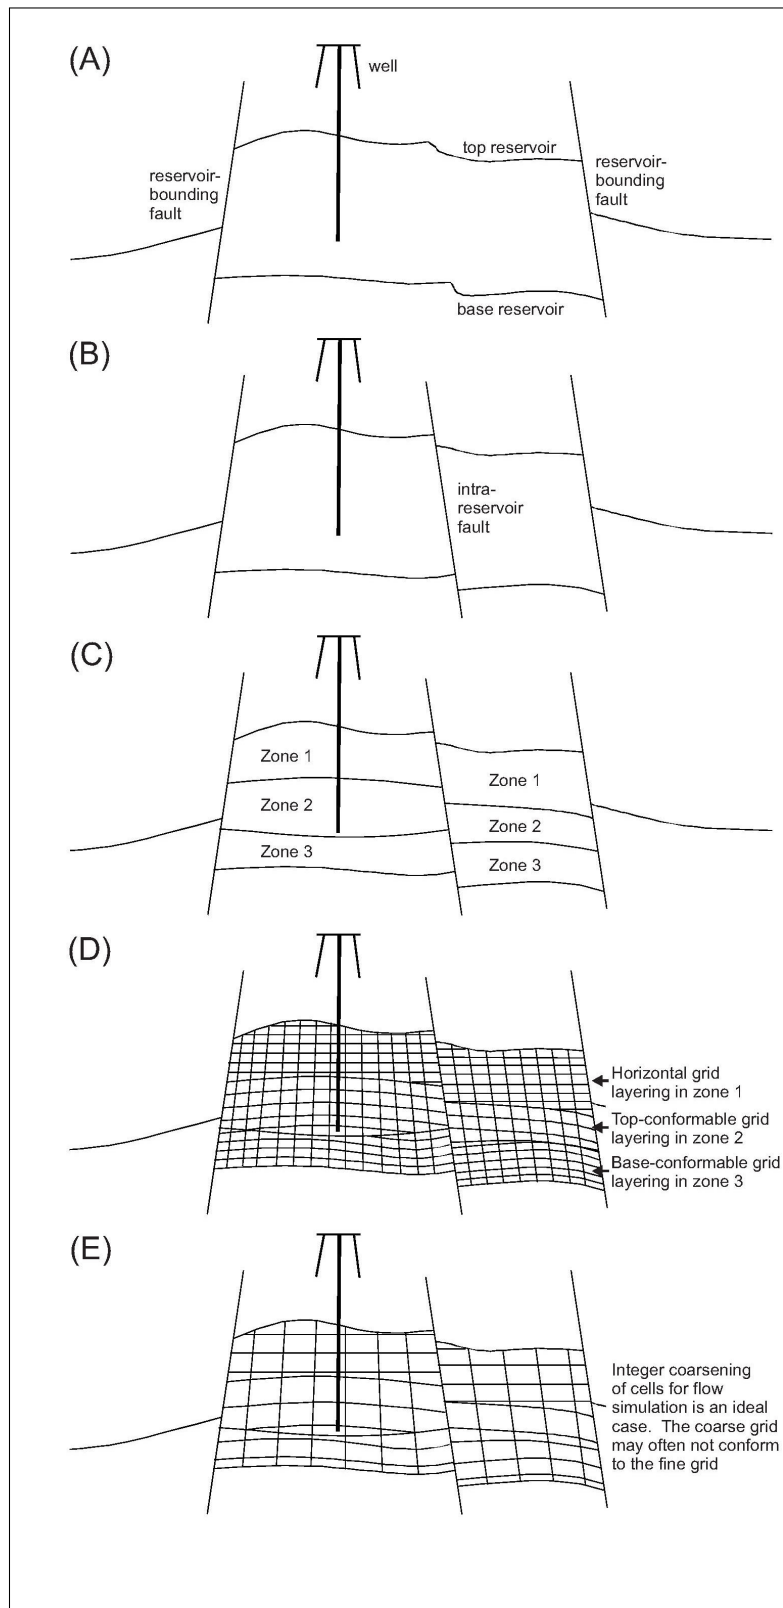 (A)
well
top reservoir
reservoir-
bounding
fault
reservoir-
bounding
fault
base reservoir
(B)
intra-
reservoir
fault
(C)
Zone 1
Zone 1
Zone 2
Zone 2
Zone 3
Zone 3
(D)
Horizontal grid
layering in zone 1
Top-conformable grid
layering in zone 2
Base-conformable grid
layering in zone 3
(E)
Integer coarsening
of cells for flow
simulation is an ideal
case. The coarse grid
may often not conform
to the fine grid